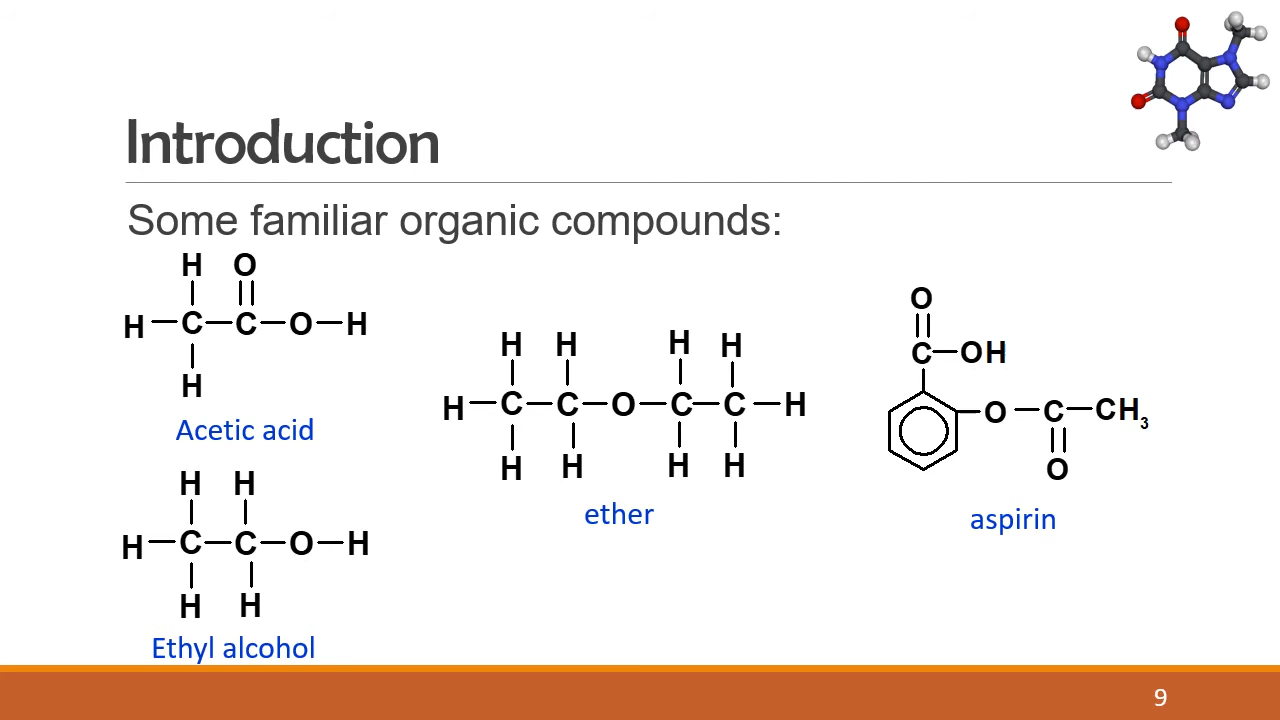 Introduction
Some familiar organic compounds:
H O
H C C O H
H
Acetic acid
H H
H C C O H
H H
Ethyl alcohol
H H H H
H C C O C C H
H H H H
ether
O
C OH
O C CH3
O
aspirin
9